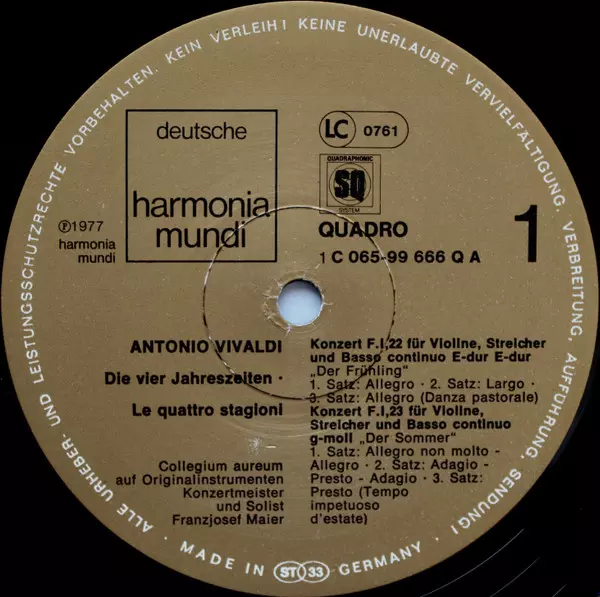 ALLE URHEBER- UND LEISTUNGSSCHUTZRECHTE VORBEHALTEN. KEIN VERLEIH! KEINE UNERLAUBTE VERVIELFÄLTIGUNG, VERBREITUNG, AUFFÜHRUNG, SENDUNG!
deutsche
harmonia
mundi
LC 0761
QUADRAPHONIC
SQ
SYSTEM
QUADRO
1 C 065-99 666 Q A
1
Ⓟ1977
harmonia
mundi
ANTONIO VIVALDI
Die vier Jahreszeiten ·
Le quattro stagioni
Collegium aureum
auf Originalinstrumenten
Konzertmeister
und Solist
Franzjosef Maier
Konzert F.I,22 für Violine, Streicher
und Basso continuo E-dur E-dur
„Der Frühling"
1. Satz: Allegro · 2. Satz: Largo ·
3. Satz: Allegro (Danza pastorale)
Konzert F.I,23 für Violine,
Streicher und Basso continuo
g-moll „Der Sommer"
1. Satz: Allegro non molto -
Allegro · 2. Satz: Adagio -
Presto - Adagio · 3. Satz:
Presto (Tempo
impetuoso
d'estate)
· MADE IN ST 33 GERMANY ·